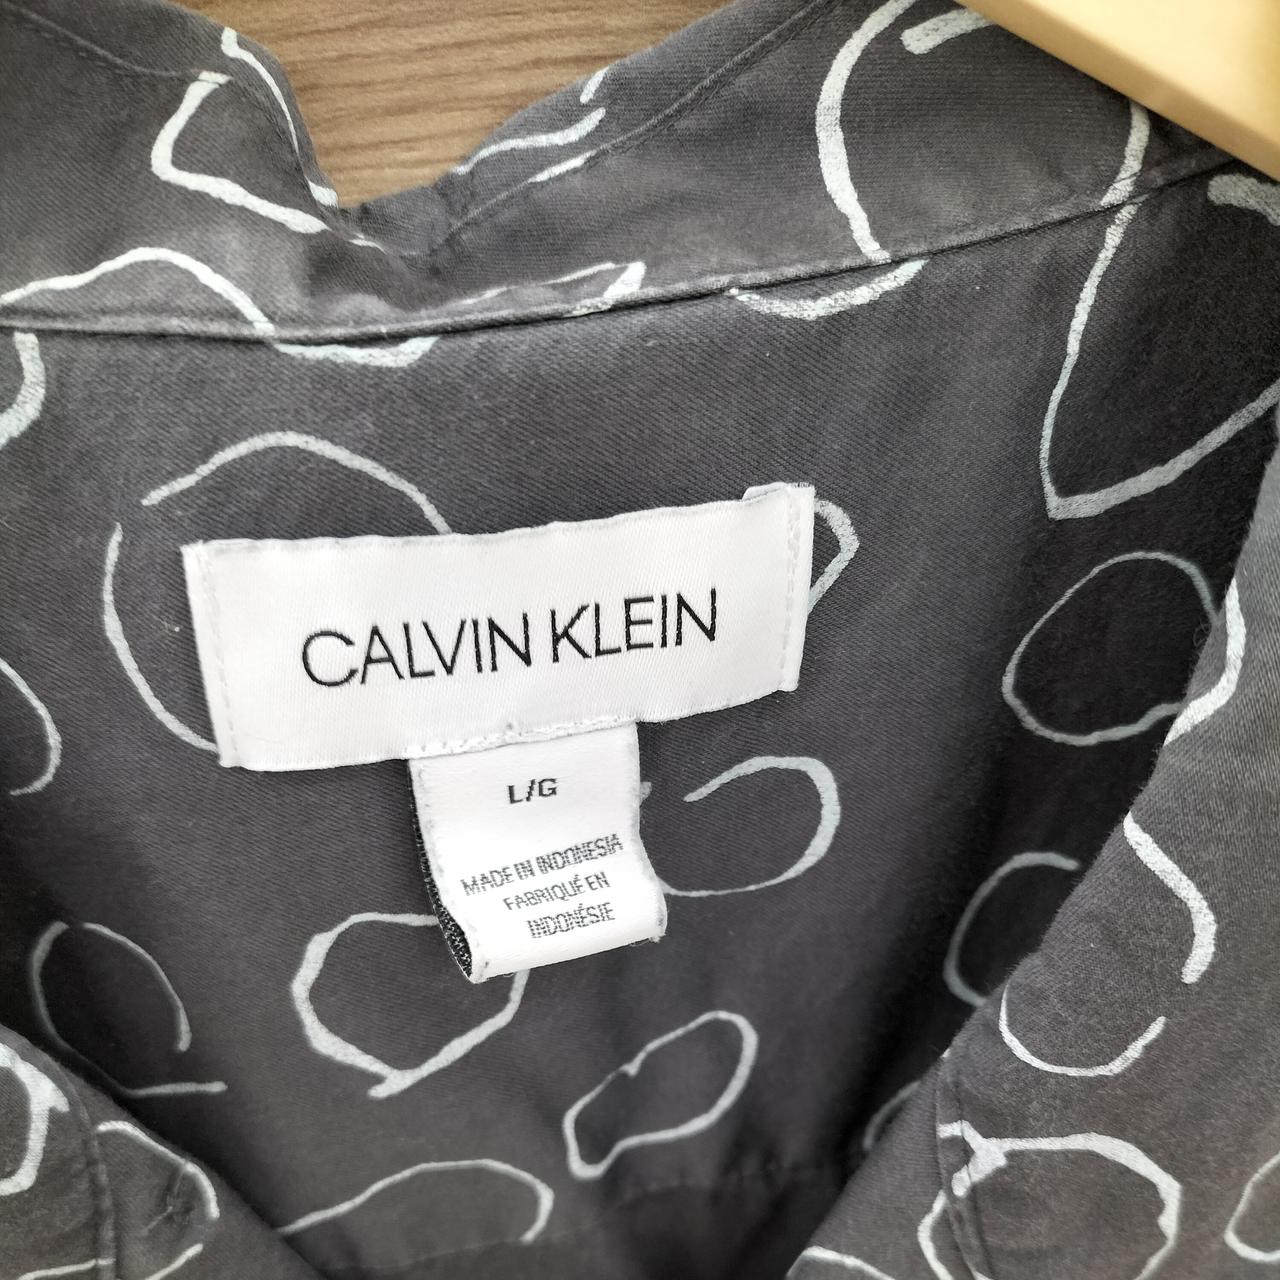 CALVIN KLEIN
L/G
MADE IN INDONESIA
FABRIQUÉ EN
INDONÉSIE